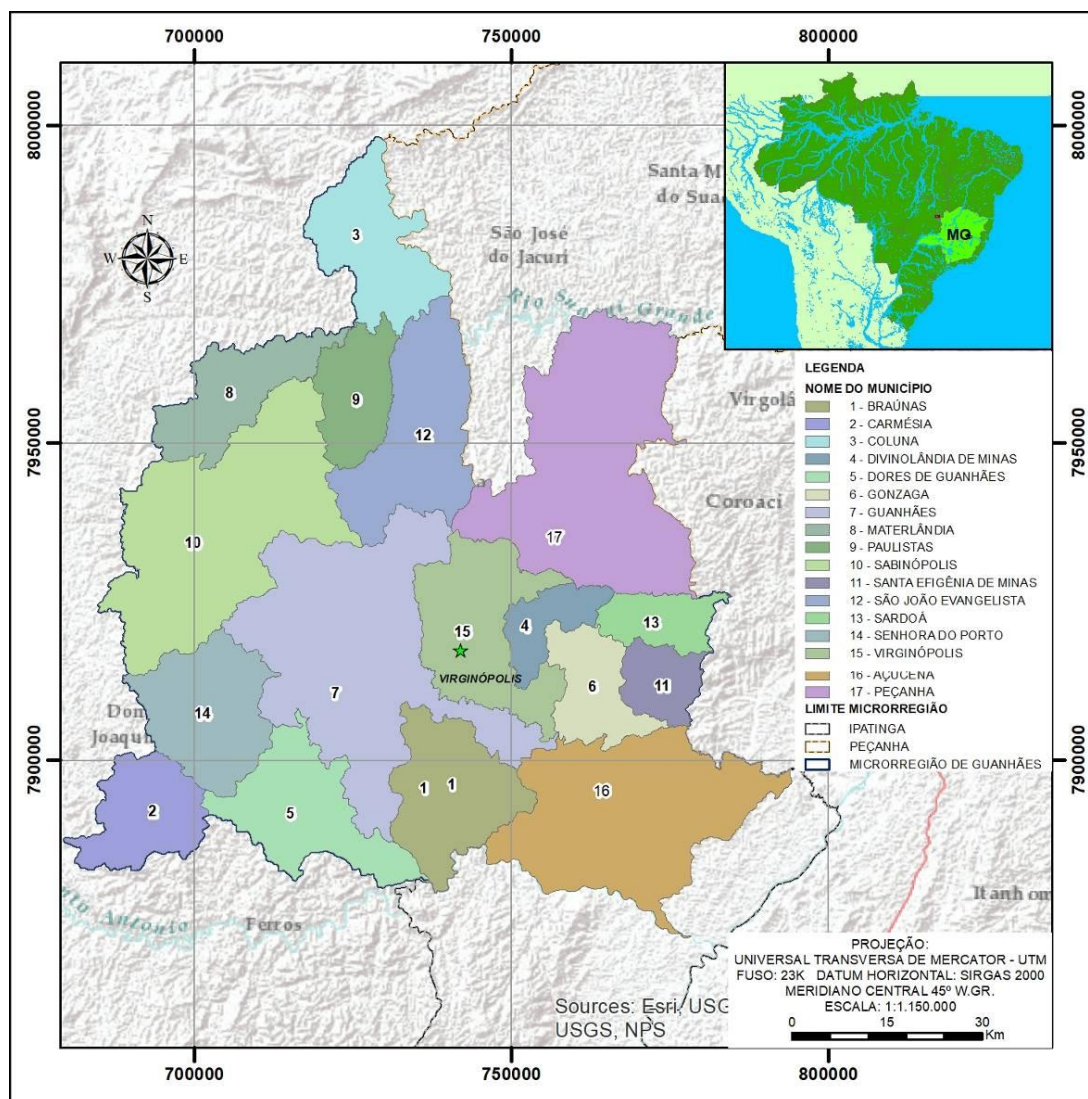 700000
750000
800000
8000000
8000000
7950000
7950000
7900000
7900000
N
W
E
S
Santa M
do Suaç
São José
do Jacuri
Rio Suaçuí Grande
Virgolâ
Coroaci
Dom
Joaquim
Ferros
Itanhom
Antonio
MG
3
8
9
12
10
17
15
4
13
VIRGINÓPOLIS
7
6
11
14
2
5
1
1
16
LEGENDA
NOME DO MUNICÍPIO
1 - BRAÚNAS
2 - CARMÉSIA
3 - COLUNA
4 - DIVINOLÂNDIA DE MINAS
5 - DORES DE GUANHÃES
6 - GONZAGA
7 - GUANHÃES
8 - MATERLÂNDIA
9 - PAULISTAS
10 - SABINÓPOLIS
11 - SANTA EFIGÊNIA DE MINAS
12 - SÃO JOÃO EVANGELISTA
13 - SARDOÁ
14 - SENHORA DO PORTO
15 - VIRGINÓPOLIS
16 - AÇUCENA
17 - PEÇANHA
LIMITE MICRORREGIÃO
IPATINGA
PEÇANHA
MICRORREGIÃO DE GUANHÃES
Sources: Esri, USG
USGS, NPS
PROJEÇÃO:
UNIVERSAL TRANSVERSA DE MERCATOR - UTM
FUSO: 23K DATUM HORIZONTAL: SIRGAS 2000
MERIDIANO CENTRAL 45º W.GR.
ESCALA: 1:1.150.000
0 15 30
Km
700000
750000
800000